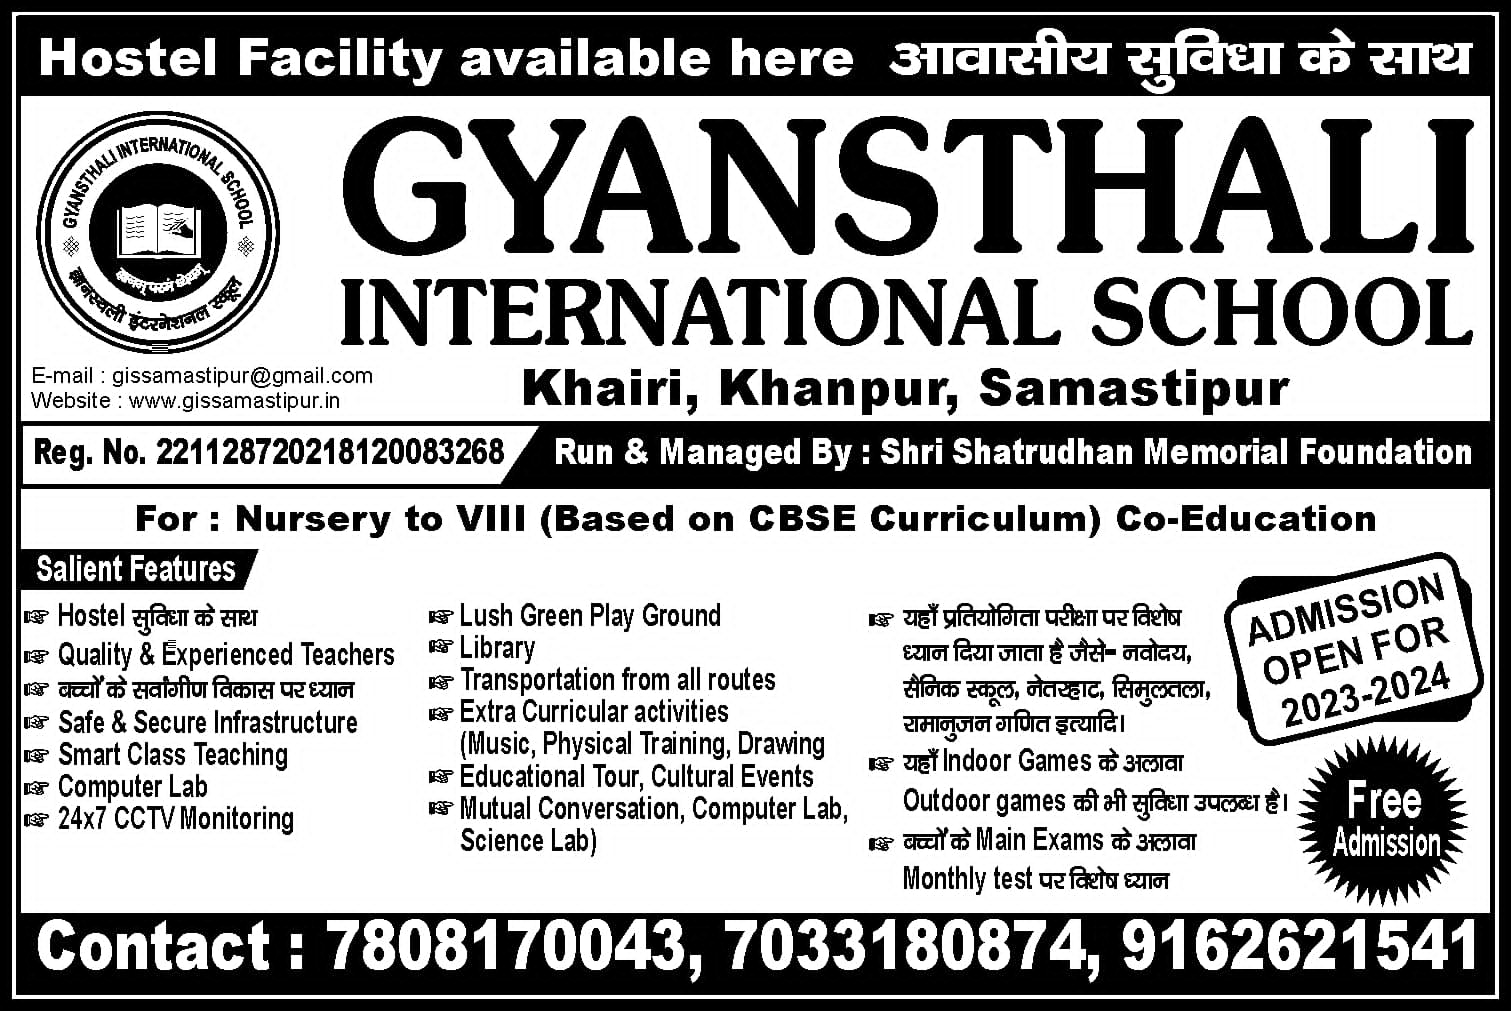 Hostel Facility available here आवासीय सुविधा के साथ
GYANSTHALI INTERNATIONAL SCHOOL
ज्ञानम् परमं ध्येयम्
ज्ञानस्थली इंटरनेशनल स्कूल
GYANSTHALI
INTERNATIONAL SCHOOL
E-mail : gissamastipur@gmail.com
Website : www.gissamastipur.in
Khairi, Khanpur, Samastipur
Reg. No. 221128720218120083268
Run & Managed By : Shri Shatrudhan Memorial Foundation
For : Nursery to VIII (Based on CBSE Curriculum) Co-Education
Salient Features
☞ Hostel सुविधा के साथ
☞ Quality & Experienced Teachers
☞ बच्चों के सर्वांगीण विकास पर ध्यान
☞ Safe & Secure Infrastructure
☞ Smart Class Teaching
☞ Computer Lab
☞ 24x7 CCTV Monitoring
☞ Lush Green Play Ground
☞ Library
☞ Transportation from all routes
☞ Extra Curricular activities
(Music, Physical Training, Drawing
☞ Educational Tour, Cultural Events
☞ Mutual Conversation, Computer Lab,
Science Lab)
☞ यहाँ प्रतियोगिता परीक्षा पर विशेष
ध्यान दिया जाता है जैसे- नवोदय,
सैनिक स्कूल, नेतरहाट, सिमुलतला,
रामानुजन गणित इत्यादि।
☞ यहाँ Indoor Games के अलावा
Outdoor games की भी सुविधा उपलब्ध है।
☞ बच्चों के Main Exams के अलावा
Monthly test पर विशेष ध्यान
ADMISSION
OPEN FOR
2023-2024
Free
Admission
Contact : 7808170043, 7033180874, 9162621541